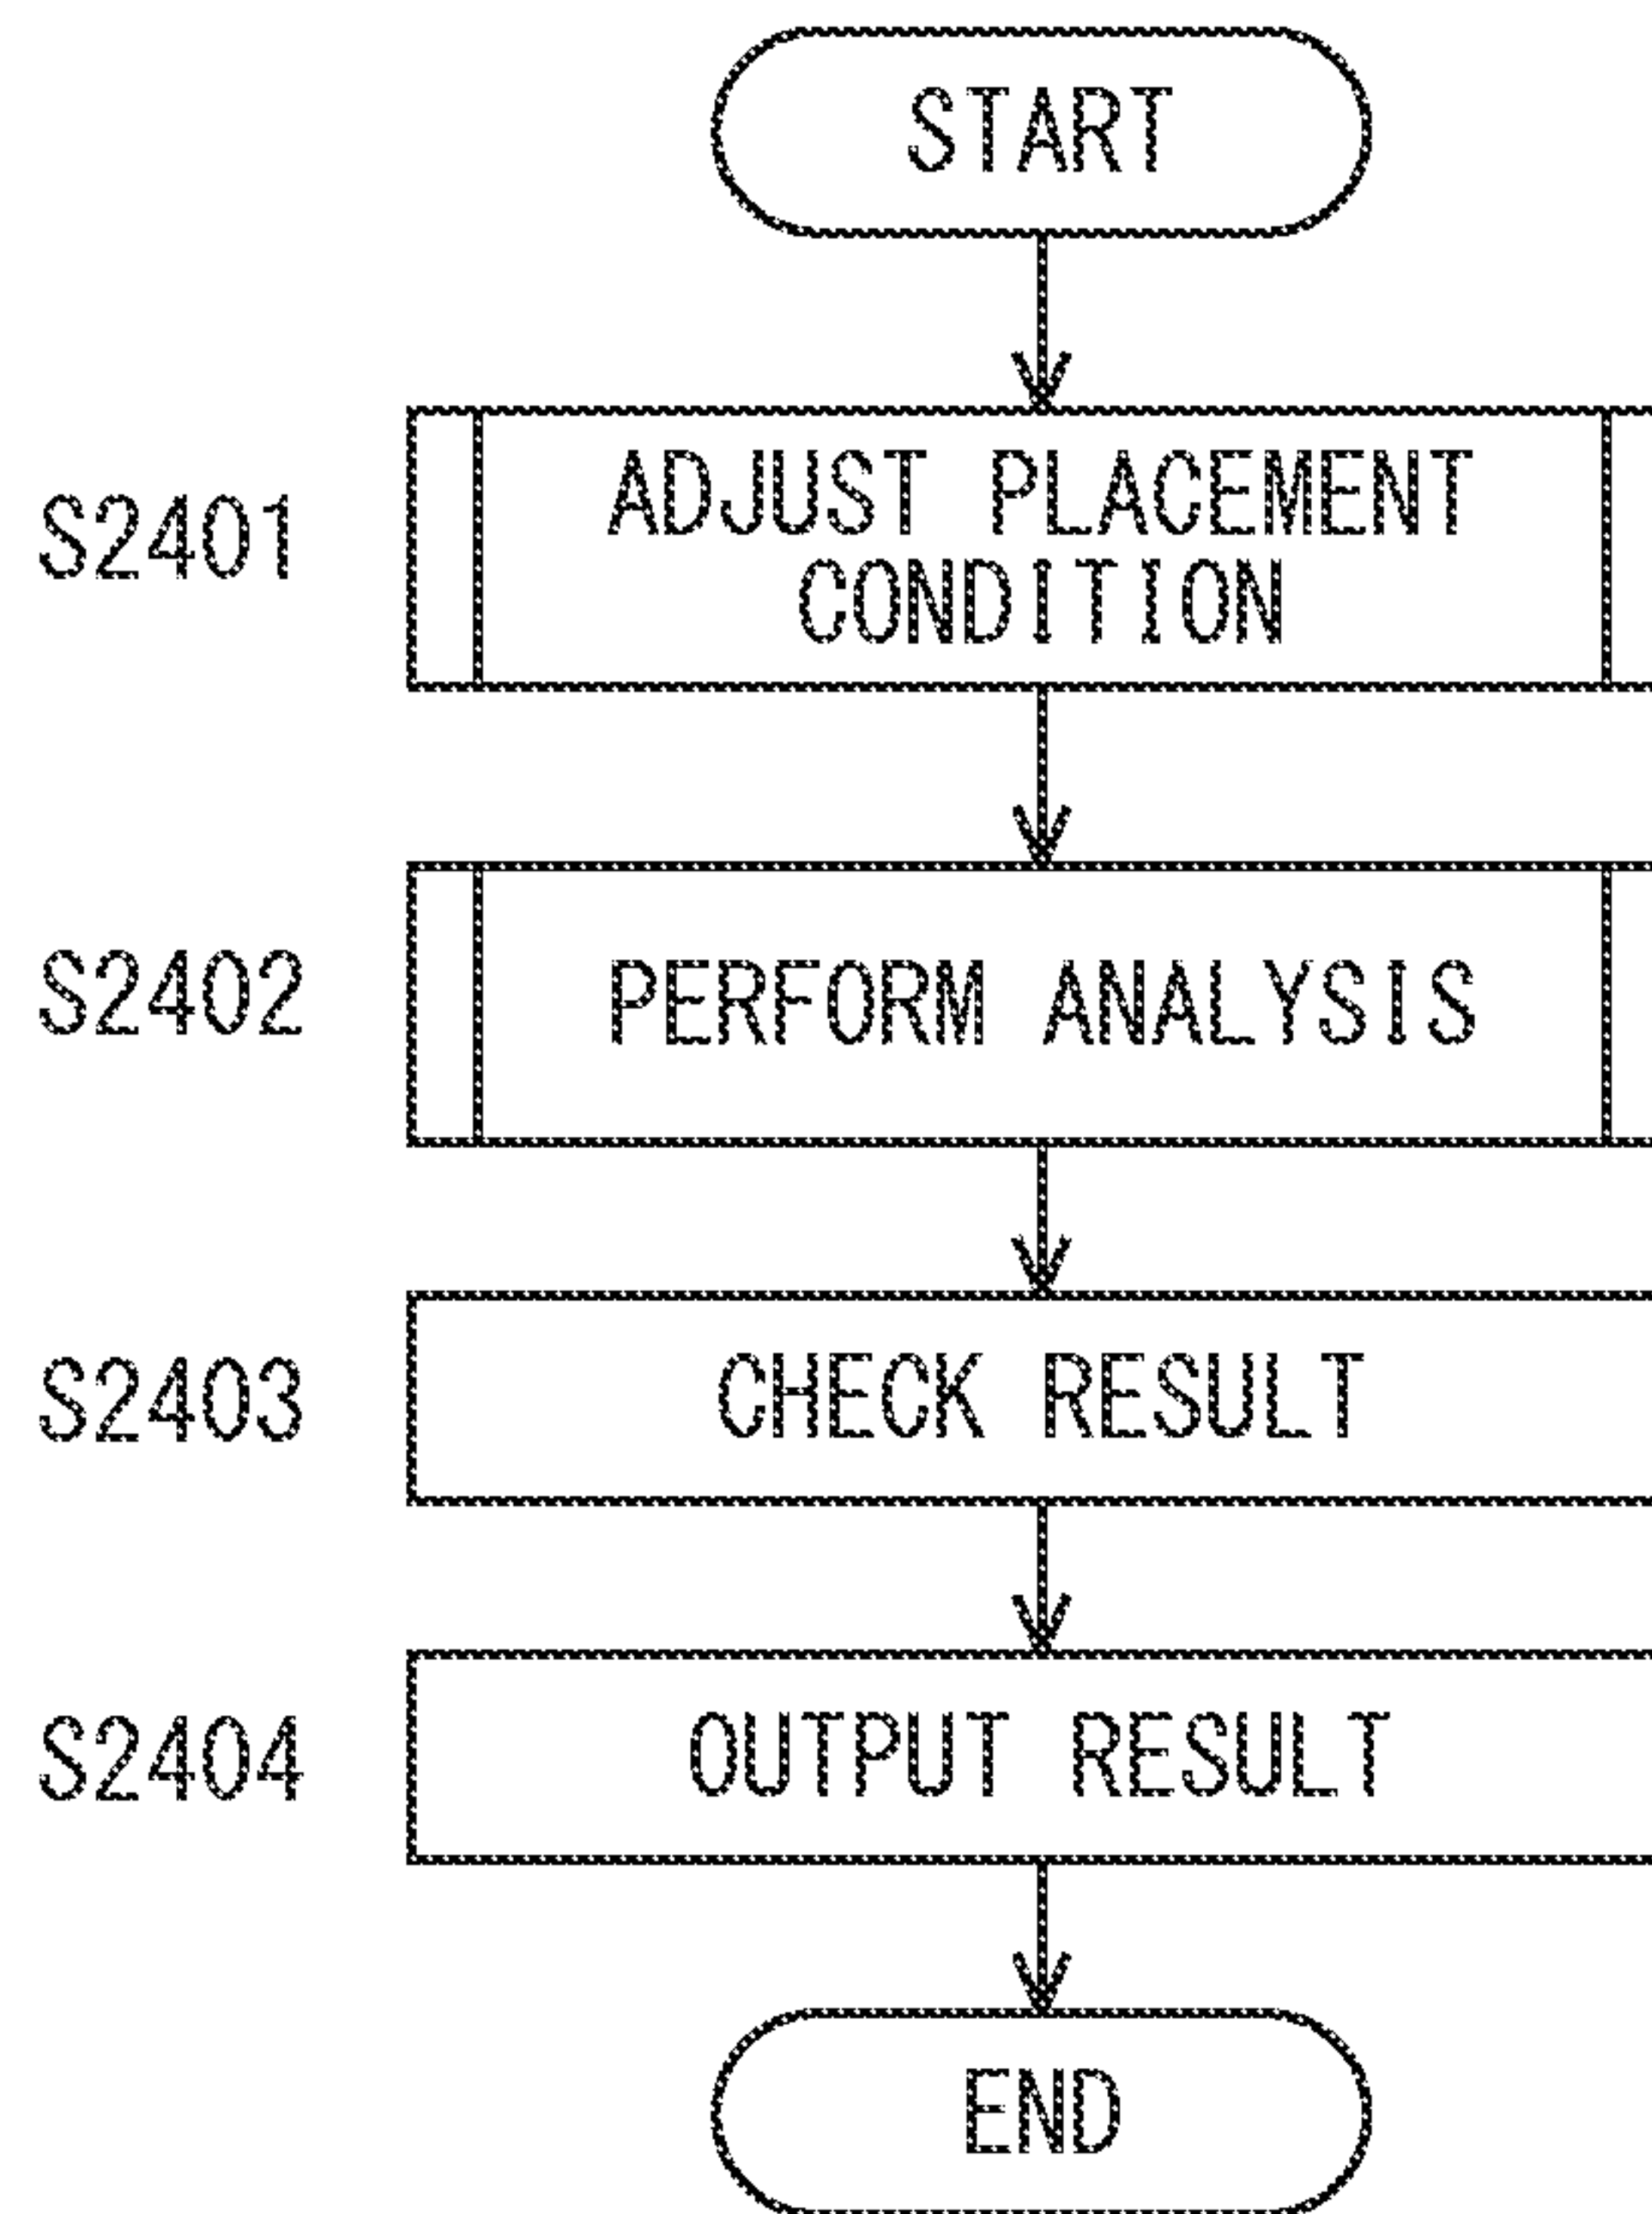 START
S2401
ADJUST PLACEMENT
CONDITION
S2402
PERFORM ANALYSIS
S2403
CHECK RESULT
S2404
OUTPUT RESULT
END